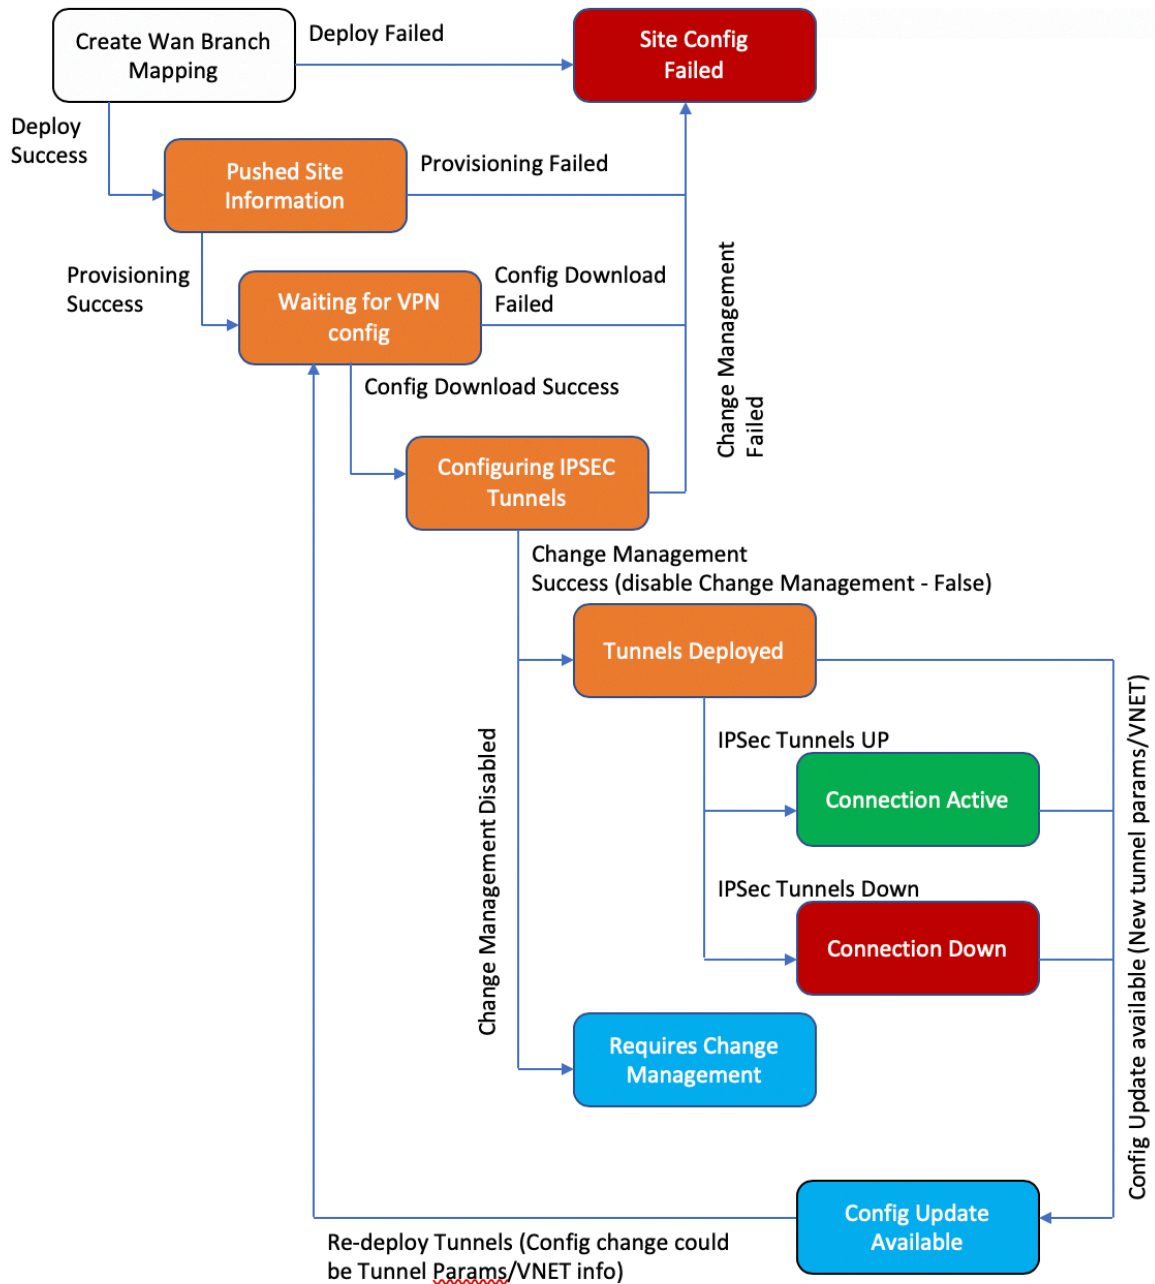 Create Wan Branch
Mapping
Deploy Failed
Site Config
Failed
Deploy
Success
Pushed Site
Information
Provisioning Failed
Provisioning
Success
Waiting for VPN
config
Config Download
Failed
Change Management
Failed
Config Download Success
Configuring IPSEC
Tunnels
Change Management
Success (disable Change Management - False)
Tunnels Deployed
IPSec Tunnels UP
Connection Active
IPSec Tunnels Down
Connection Down
Change Management Disabled
Requires Change
Management
Config Update available (New tunnel params/VNET)
Config Update
Available
Re-deploy Tunnels (Config change could
be Tunnel Params/VNET info)